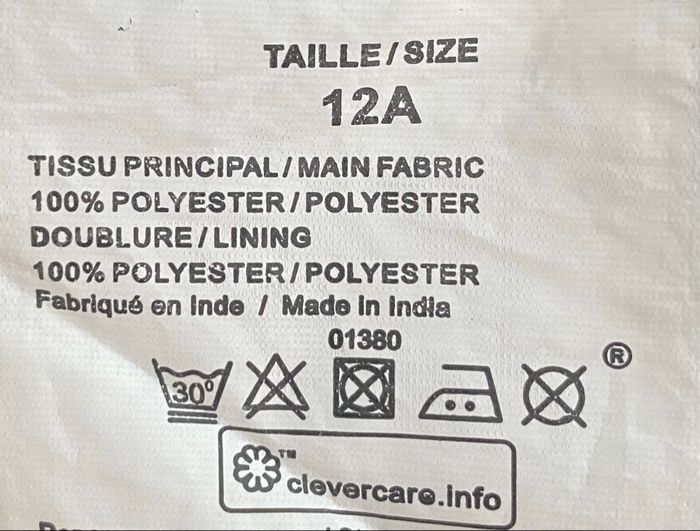 TAILLE/SIZE
12A
TISSU PRINCIPAL/MAIN FABRIC
100% POLYESTER/POLYESTER
DOUBLURE/LINING
100% POLYESTER/POLYESTER
Fabriqué en Inde / Made in India
01380
®
30°
™
clevercare.info